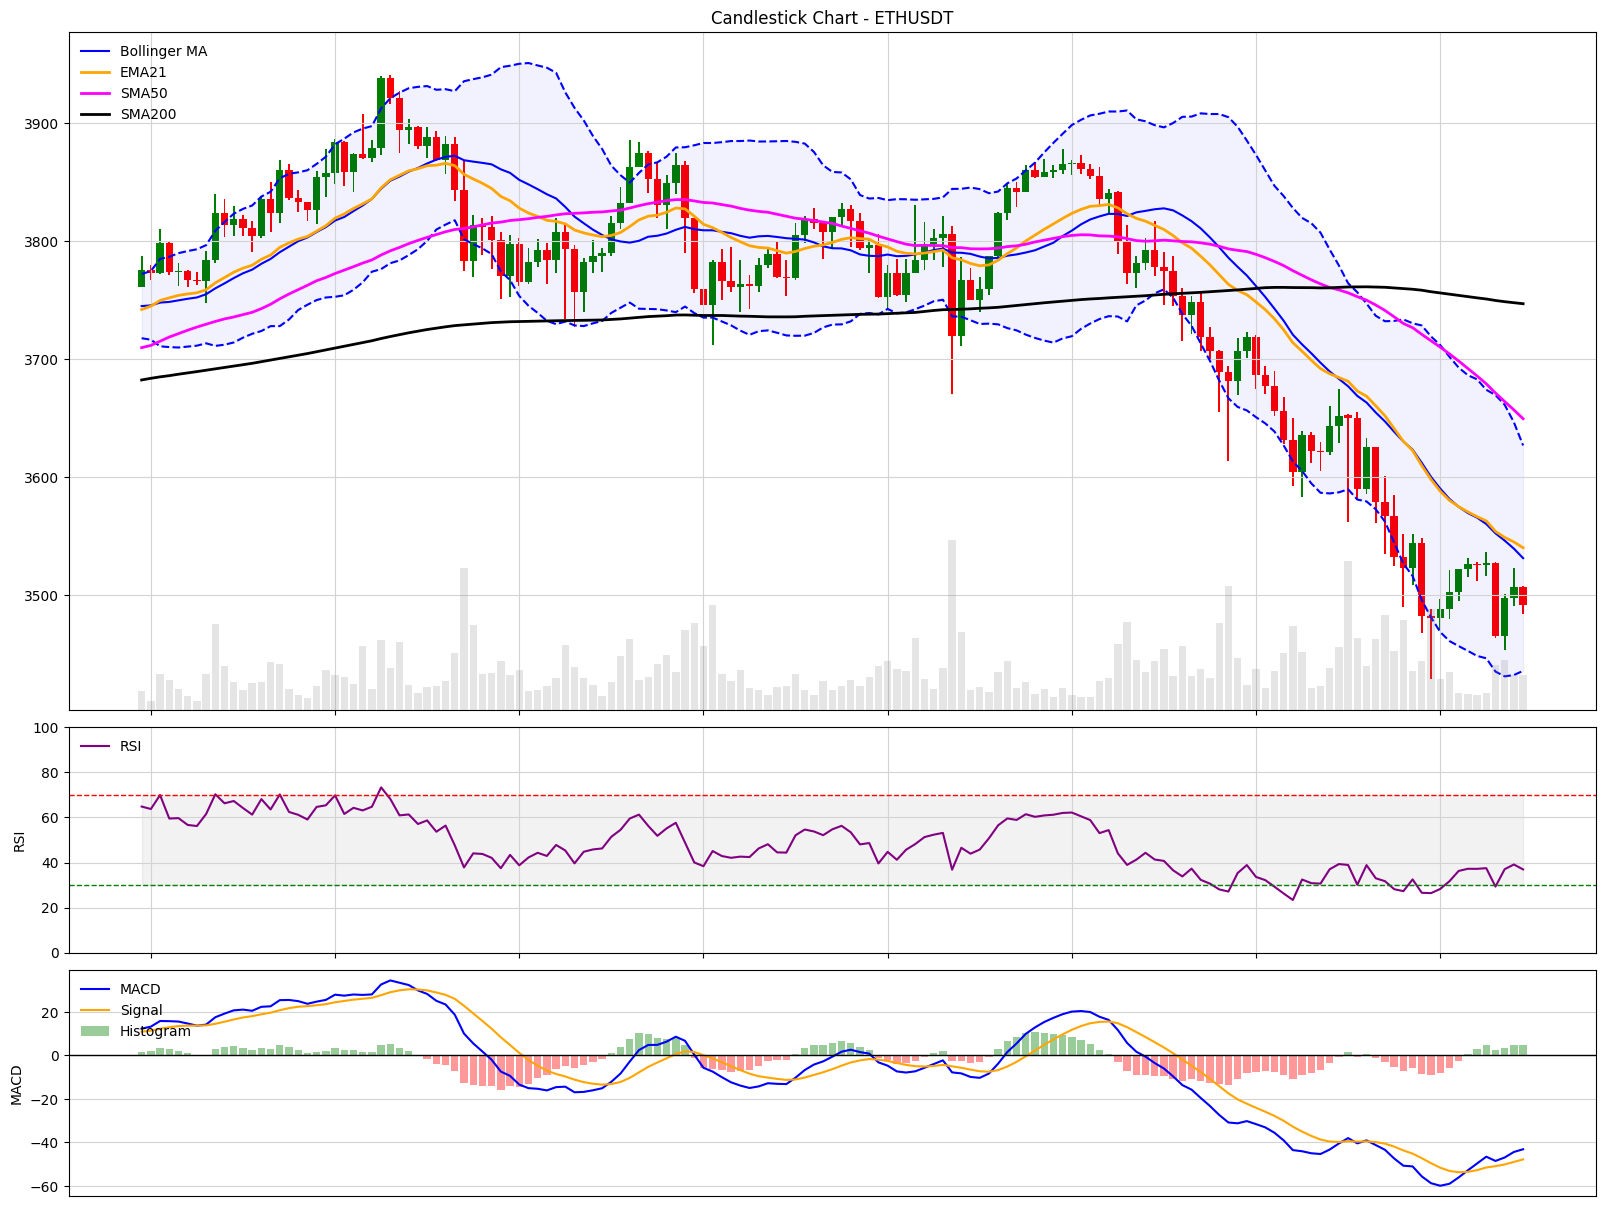 Candlestick Chart - ETHUSDT
Bollinger MA
EMA21
SMA50
SMA200
3900
3800
3700
3600
3500
100
RSI
80
60
RSI
40
20
0
MACD
Signal
Histogram
20
0
MACD
−20
−40
−60